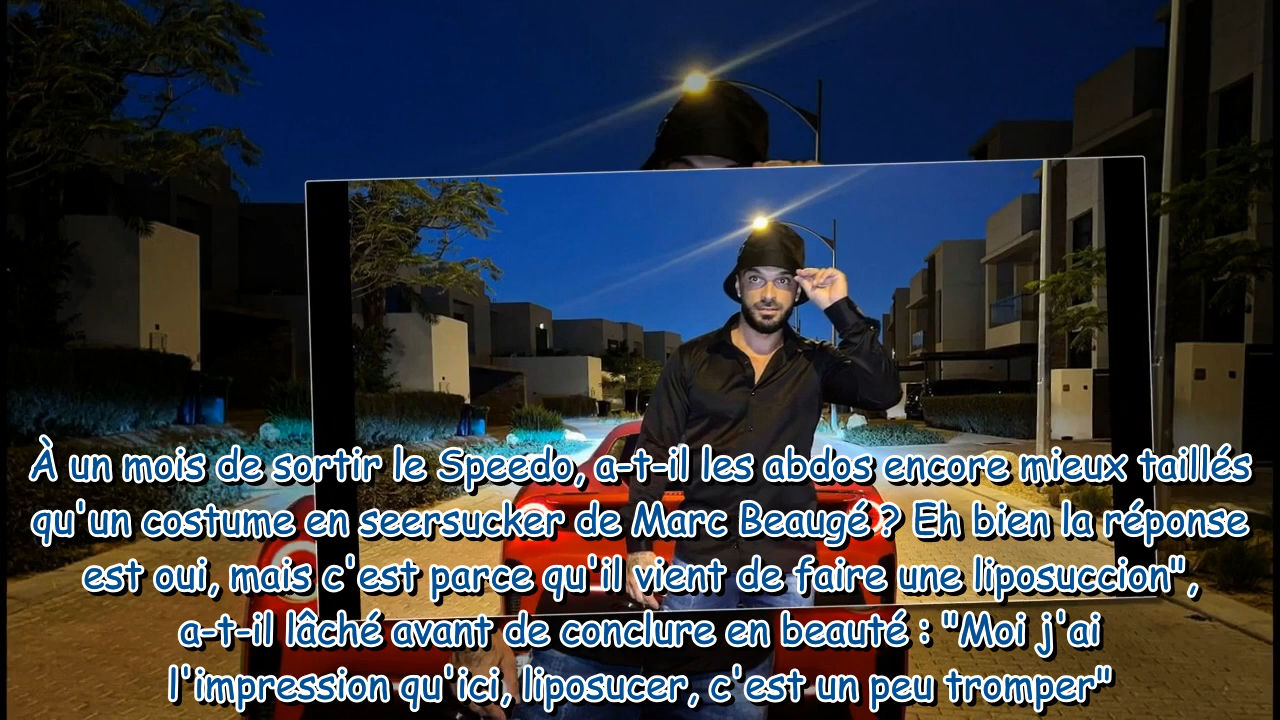 À un mois de sortir le Speedo, a-t-il les abdos encore mieux taillés
qu'un costume en seersucker de Marc Beaugé ? Eh bien la réponse
est oui, mais c'est parce qu'il vient de faire une liposuccion",
a-t-il lâché avant de conclure en beauté : "Moi j'ai
l'impression qu'ici, liposucer, c'est un peu tromper"